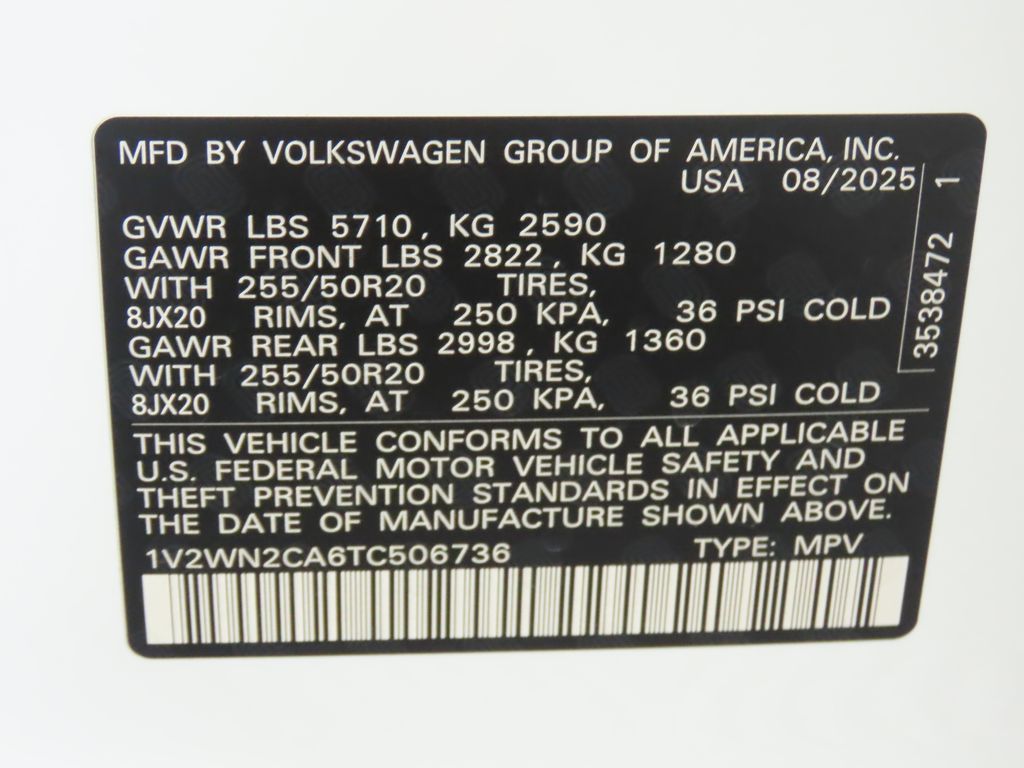 MFD BY VOLKSWAGEN GROUP OF AMERICA, INC.
USA 08/2025
GVWR LBS 5710, KG 2590
GAWR FRONT LBS 2822, KG 1280
WITH 255/50R20 TIRES,
8JX20 RIMS, AT 250 KPA, 36 PSI COLD
GAWR REAR LBS 2998, KG 1360
WITH 255/50R20 TIRES,
8JX20 RIMS, AT 250 KPA, 36 PSI COLD
THIS VEHICLE CONFORMS TO ALL APPLICABLE
U.S. FEDERAL MOTOR VEHICLE SAFETY AND
THEFT PREVENTION STANDARDS IN EFFECT ON
THE DATE OF MANUFACTURE SHOWN ABOVE.
1V2WN2CA6TC506736 TYPE: MPV
3538472 1